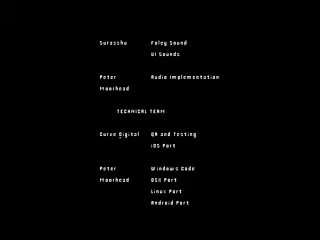 Surasshu Foley Sound
UI Sounds
Peter Audio Implementation
Moorhead
TECHNICAL TEAM
Curve Digital QA and Testing
iOS Port
Peter Windows Code
Moorhead OSX Port
Linux Port
Android Port